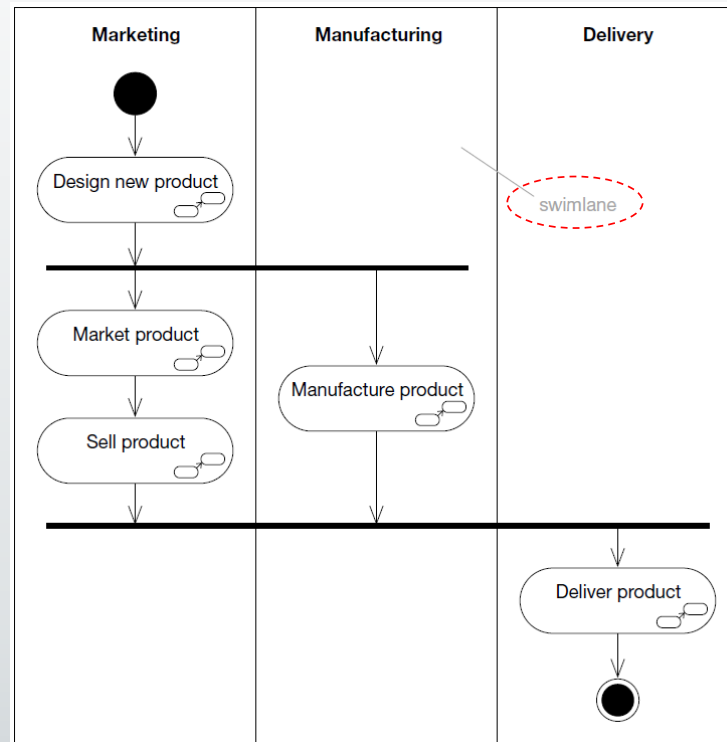 Marketing
Manufacturing
Delivery
Design new product
swimlane
Market product
Manufacture product
Sell product
Deliver product